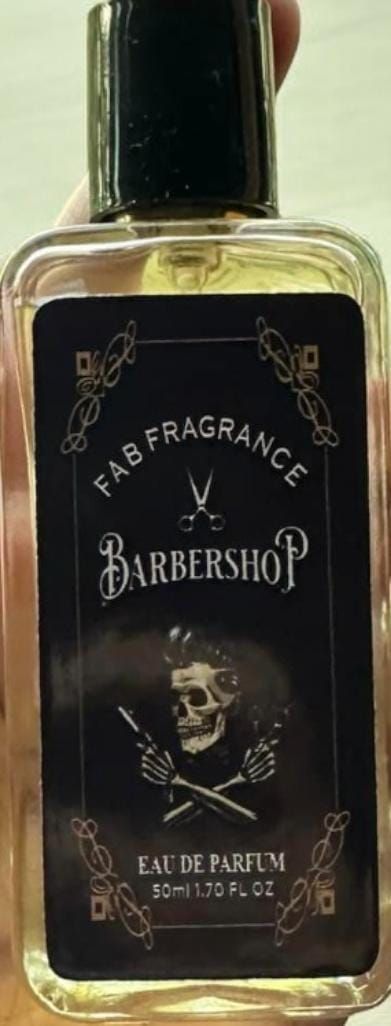 FAB FRAGRANCE
BARBERSHOP
EAU DE PARFUM
50ml 1.70 FL OZ